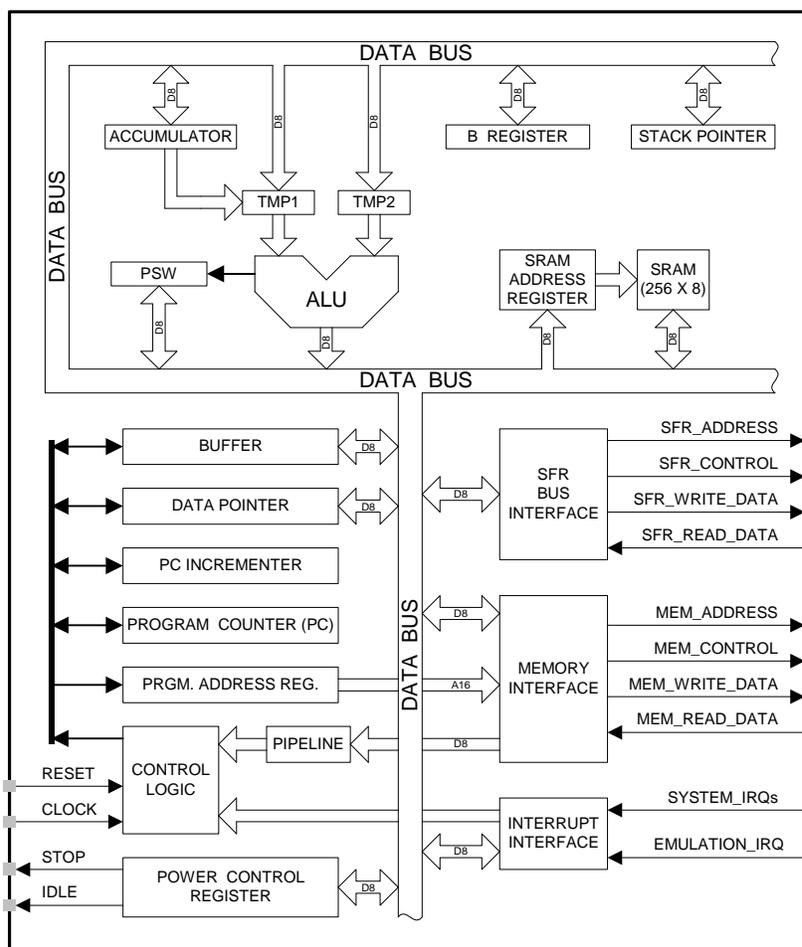 DATA BUS
D8
D8
D8
D8
D8
ACCUMULATOR
B REGISTER
STACK POINTER
DATA BUS
TMP1
TMP2
PSW
ALU
SRAM
ADDRESS
REGISTER
SRAM
(256 X 8)
D8
D8
D8
D8
DATA BUS
BUFFER
D8
SFR
BUS
INTERFACE
D8
SFR_ADDRESS
SFR_CONTROL
SFR_WRITE_DATA
SFR_READ_DATA
DATA POINTER
D8
PC INCREMENTER
PROGRAM COUNTER (PC)
DATA BUS
D8
MEMORY
INTERFACE
MEM_ADDRESS
MEM_CONTROL
MEM_WRITE_DATA
MEM_READ_DATA
PRGM. ADDRESS REG.
A16
PIPELINE
D8
CONTROL
LOGIC
RESET
CLOCK
INTERRUPT
INTERFACE
D8
SYSTEM_IRQs
EMULATION_IRQ
STOP
IDLE
POWER CONTROL
REGISTER
D8